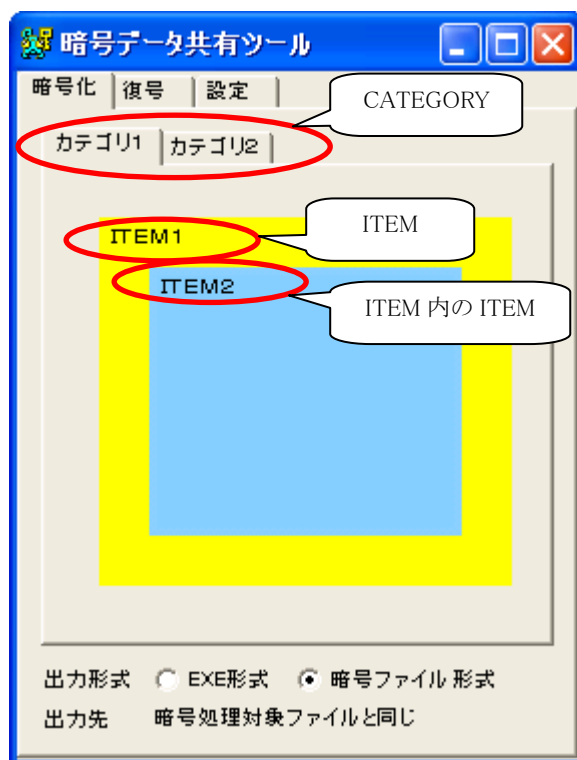 暗号データ共有ツール
暗号化 復号 設定
CATEGORY
カテゴリ1 カテゴリ2
ITEM1
ITEM
ITEM2
ITEM 内の ITEM
出力形式 EXE形式 暗号ファイル形式
出力先 暗号処理対象ファイルと同じ